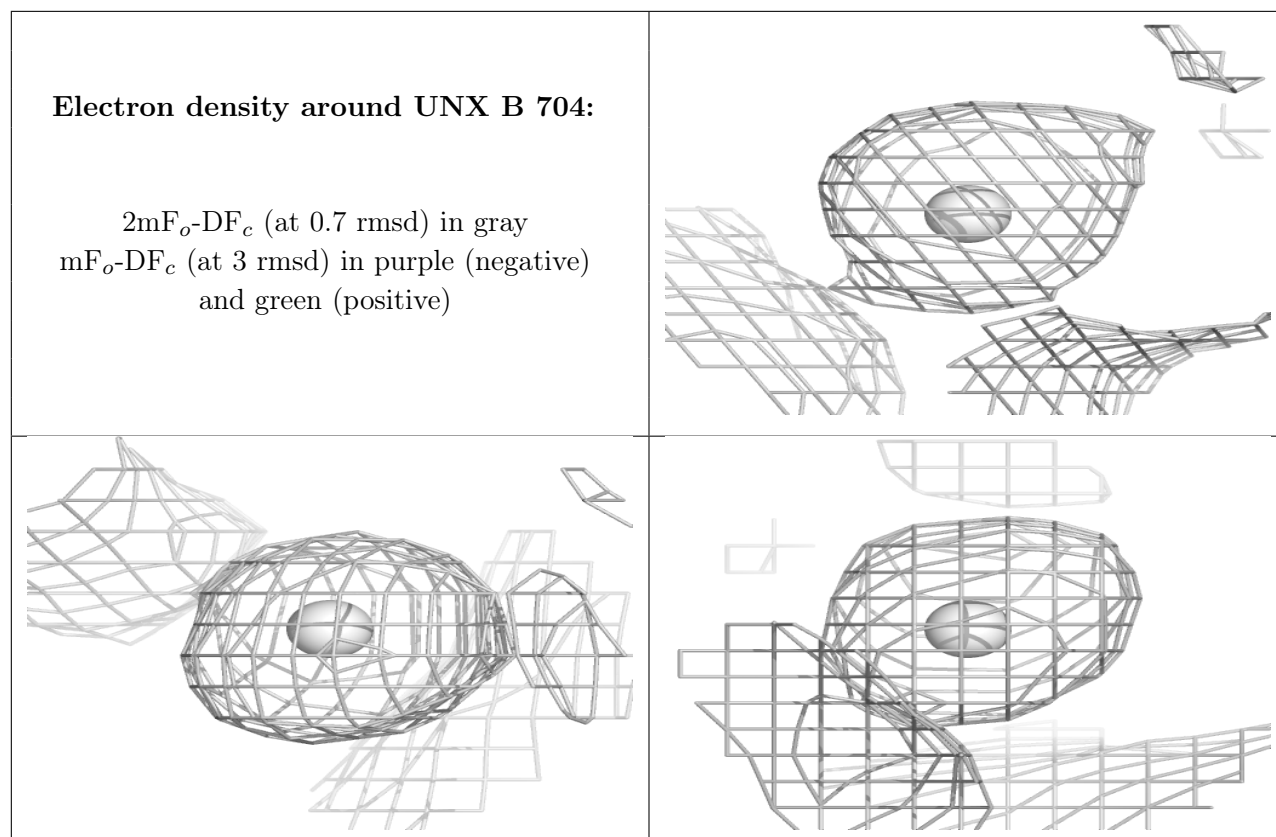 Electron density around UNX B 704:
2mFo-DFc (at 0.7 rmsd) in gray
mFo-DFc (at 3 rmsd) in purple (negative)
and green (positive)